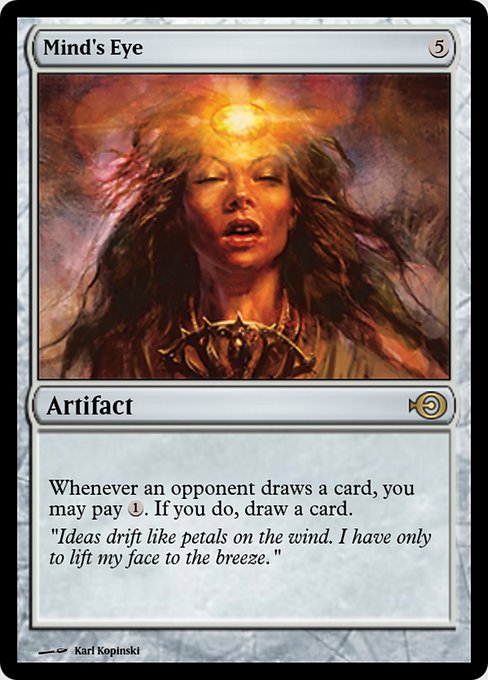 Mind's Eye 5
Artifact
Whenever an opponent draws a card, you
may pay 1. If you do, draw a card.
"Ideas drift like petals on the wind. I have only
to lift my face to the breeze."
Karl Kopinski